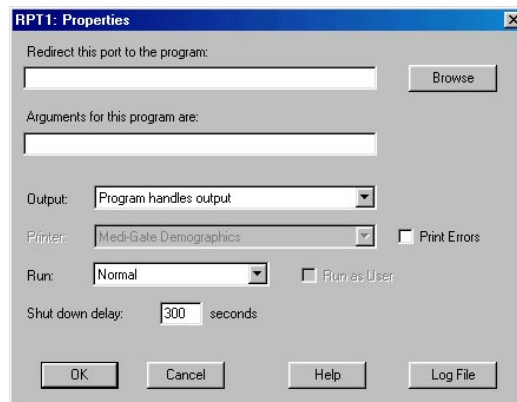 RPT1: Properties
Redirect this port to the program:
Browse
Arguments for this program are:
Output: Program handles output
Printer: Medi-Gate Demographics Print Errors
Run: Normal Run as User
Shut down delay: 300 seconds
OK Cancel Help Log File